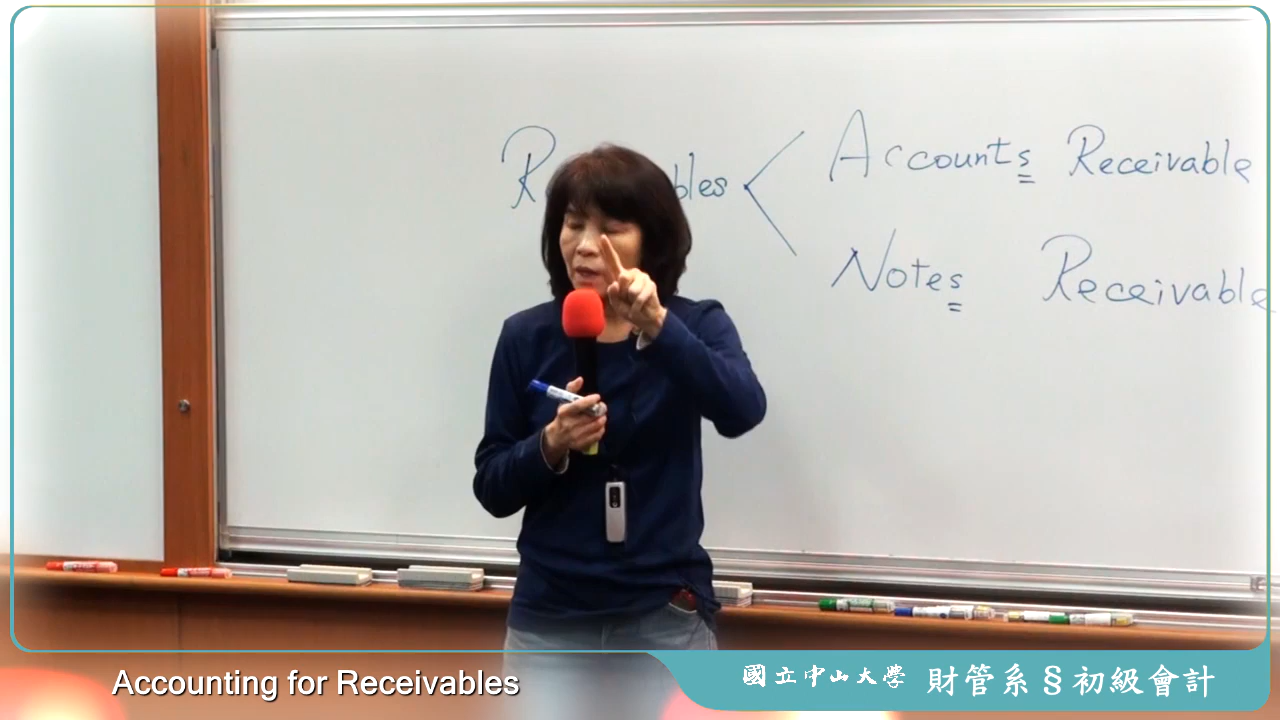 Accounts Receivable
Notes Receivable
Accounting for Receivables
國立中山大學 財管系§初級會計